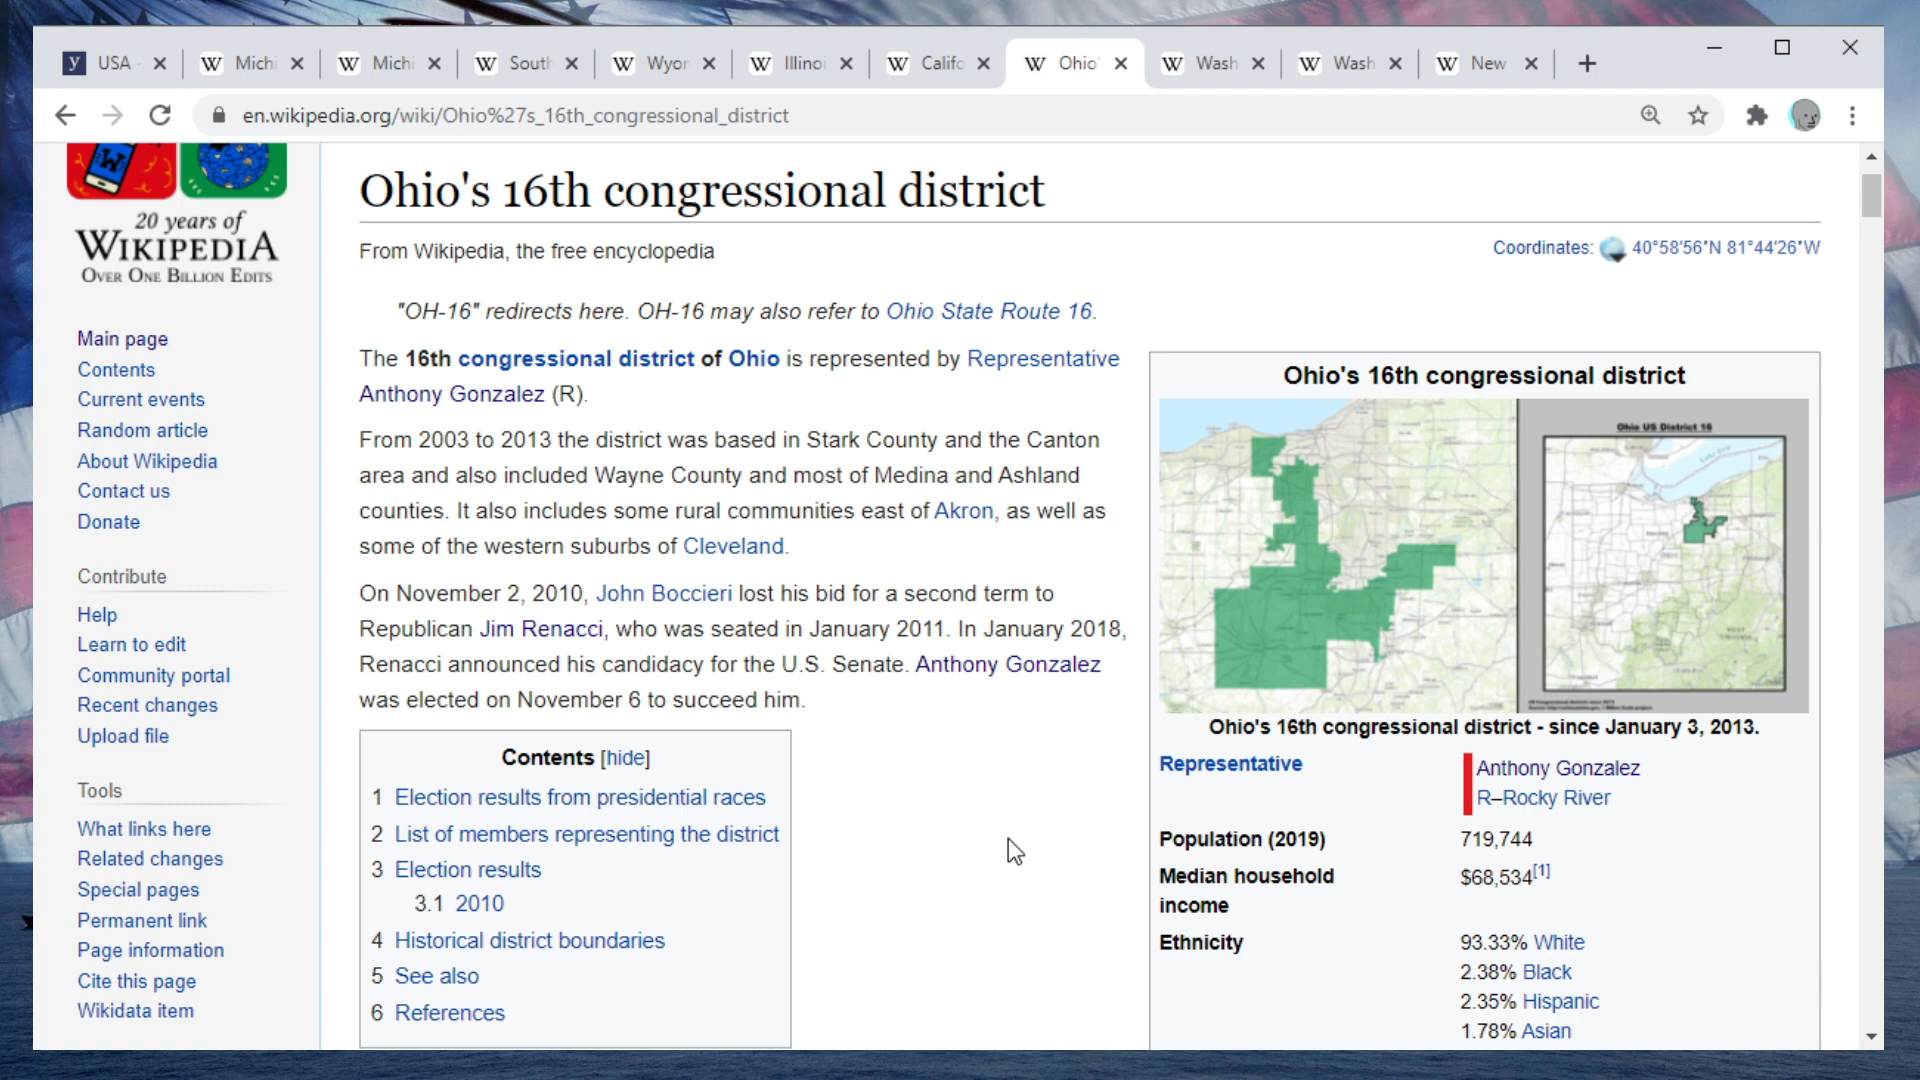 USA
Michi
Michi
South
Wyor
Illinoi
Califo
Ohio'
Wash
Wash
New
en.wikipedia.org/wiki/Ohio%27s_16th_congressional_district
20 years of
WIKIPEDIA
OVER ONE BILLION EDITS
Main page
Contents
Current events
Random article
About Wikipedia
Contact us
Donate
Contribute
Help
Learn to edit
Community portal
Recent changes
Upload file
Tools
What links here
Related changes
Special pages
Permanent link
Page information
Cite this page
Wikidata item
Ohio's 16th congressional district
From Wikipedia, the free encyclopedia
Coordinates: 40°58′56″N 81°44′26″W
"OH-16" redirects here. OH-16 may also refer to Ohio State Route 16.
The 16th congressional district of Ohio is represented by Representative
Anthony Gonzalez (R).
From 2003 to 2013 the district was based in Stark County and the Canton
area and also included Wayne County and most of Medina and Ashland
counties. It also includes some rural communities east of Akron, as well as
some of the western suburbs of Cleveland.
On November 2, 2010, John Boccieri lost his bid for a second term to
Republican Jim Renacci, who was seated in January 2011. In January 2018,
Renacci announced his candidacy for the U.S. Senate. Anthony Gonzalez
was elected on November 6 to succeed him.
Contents [hide]
1 Election results from presidential races
2 List of members representing the district
3 Election results
3.1 2010
4 Historical district boundaries
5 See also
6 References
Ohio's 16th congressional district
Ohio US District 16
Ohio's 16th congressional district - since January 3, 2013.
Representative
Anthony Gonzalez
R–Rocky River
Population (2019) 719,744
Median household income $68,534[1]
Ethnicity
93.33% White
2.38% Black
2.35% Hispanic
1.78% Asian